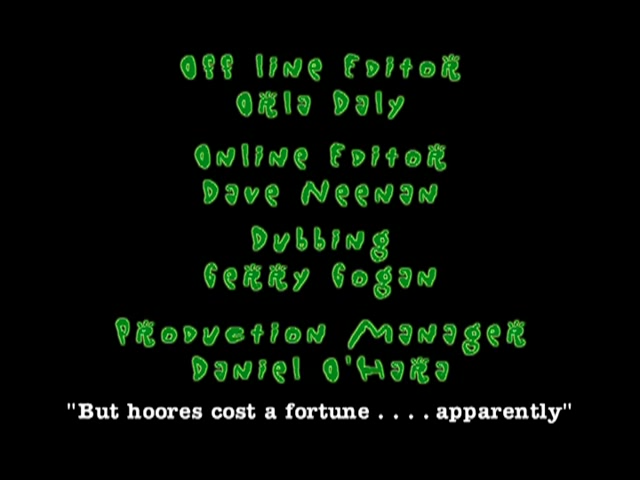 Off line Editor
Orla Daly
Online Editor
Dave Neenan
Dubbing
Gerry Gogan
Production Manager
Daniel O'Hara
"But hoores cost a fortune . . . . apparently"